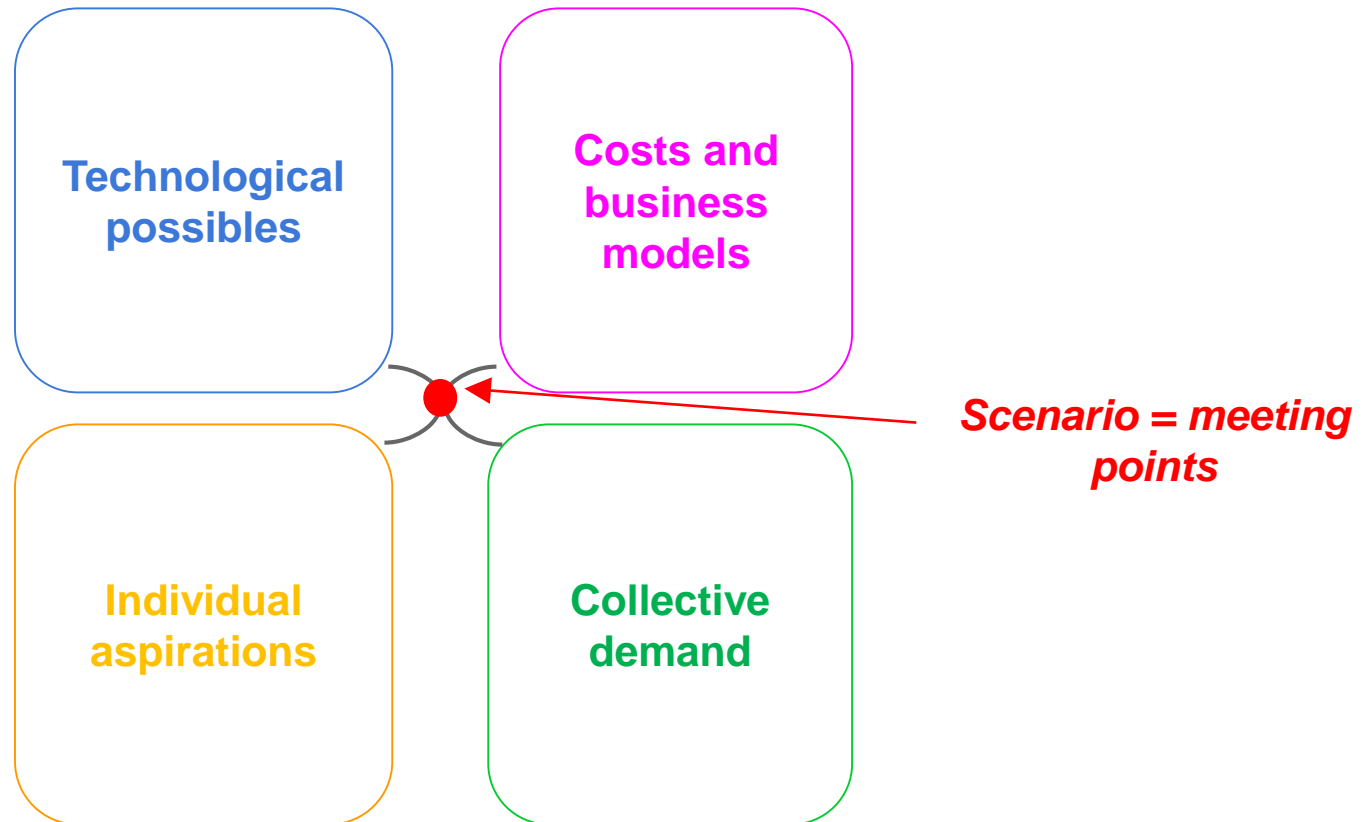 Technological
possibles
Costs and
business
models
Scenario = meeting
points
Individual
aspirations
Collective
demand